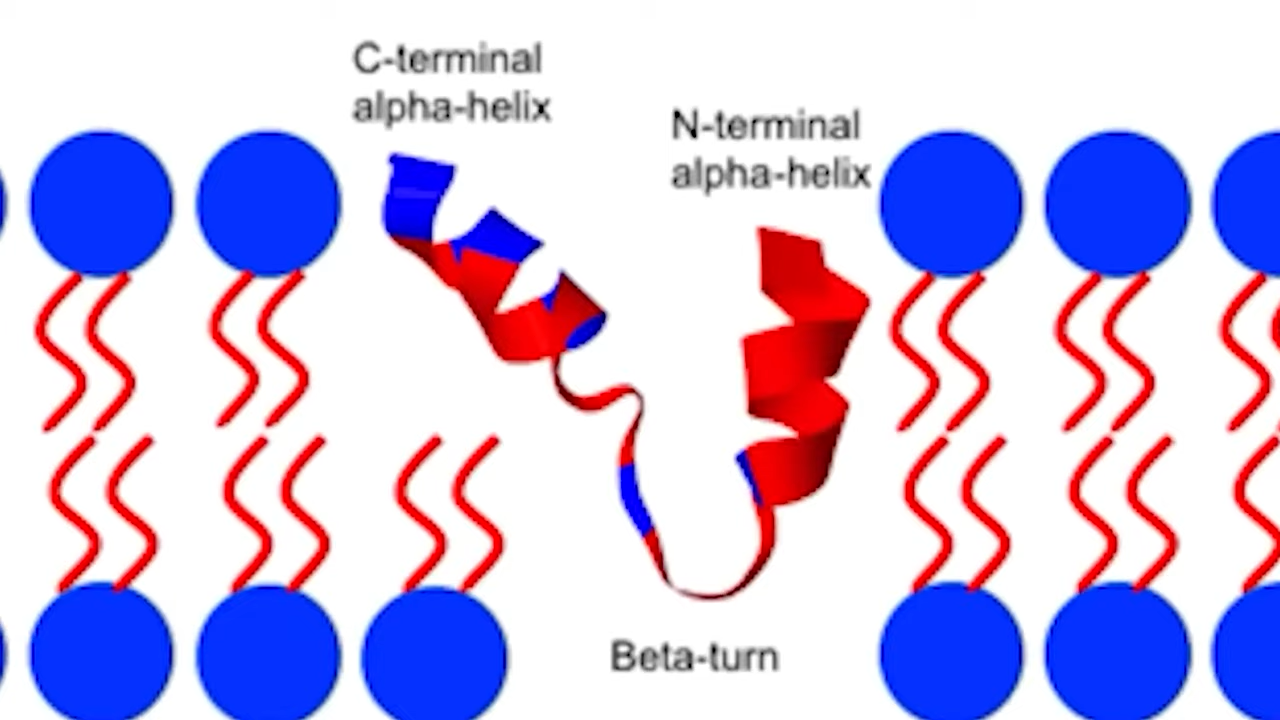 C-terminal
alpha-helix
N-terminal
alpha-helix
Beta-turn